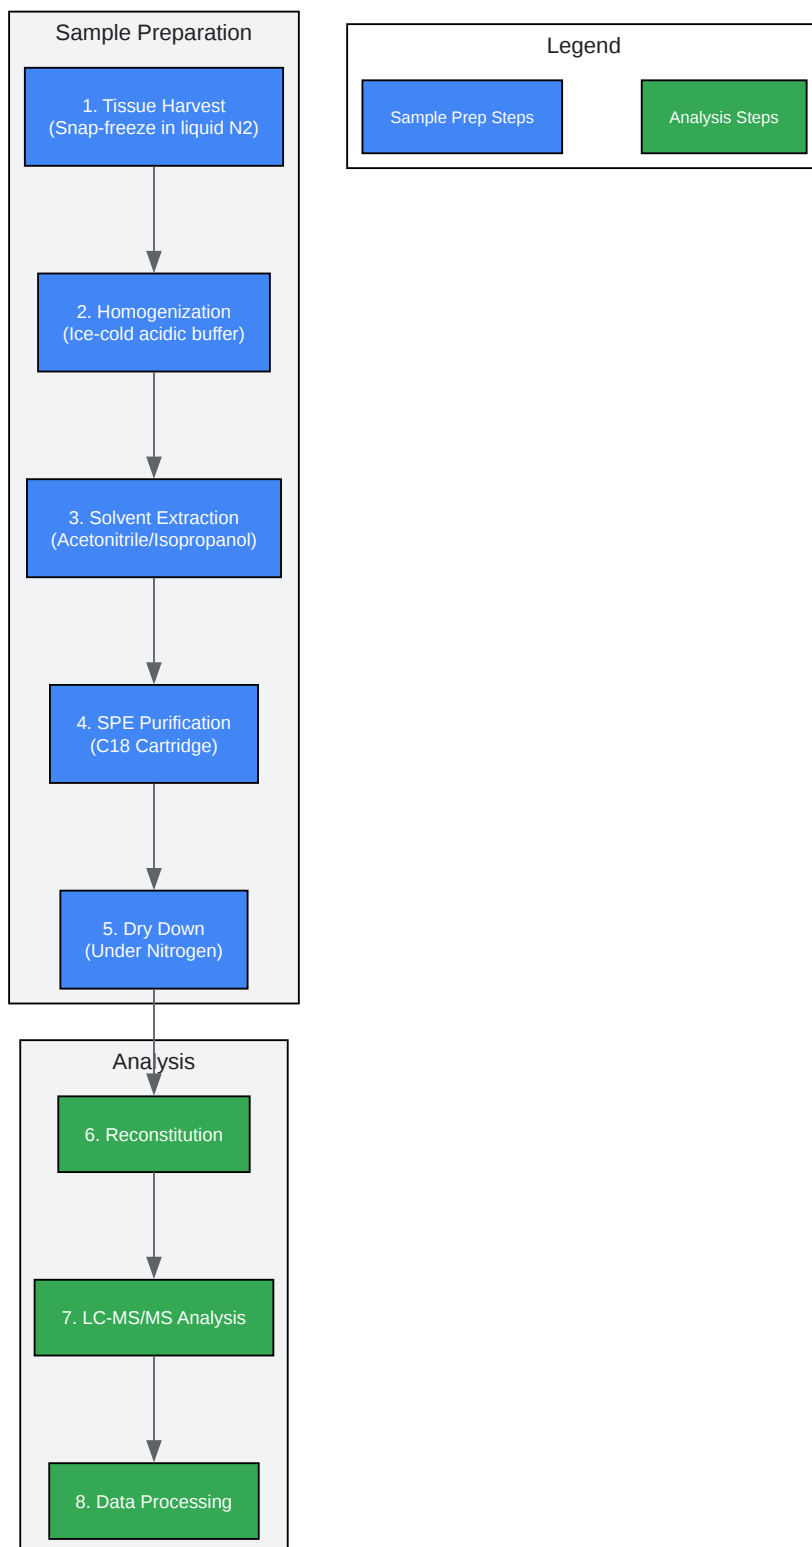 Sample Preparation
1. Tissue Harvest
(Snap-freeze in liquid N2)
2. Homogenization
(Ice-cold acidic buffer)
3. Solvent Extraction
(Acetonitrile/Isopropanol)
4. SPE Purification
(C18 Cartridge)
5. Dry Down
(Under Nitrogen)
Analysis
6. Reconstitution
7. LC-MS/MS Analysis
8. Data Processing
Legend
Sample Prep Steps
Analysis Steps